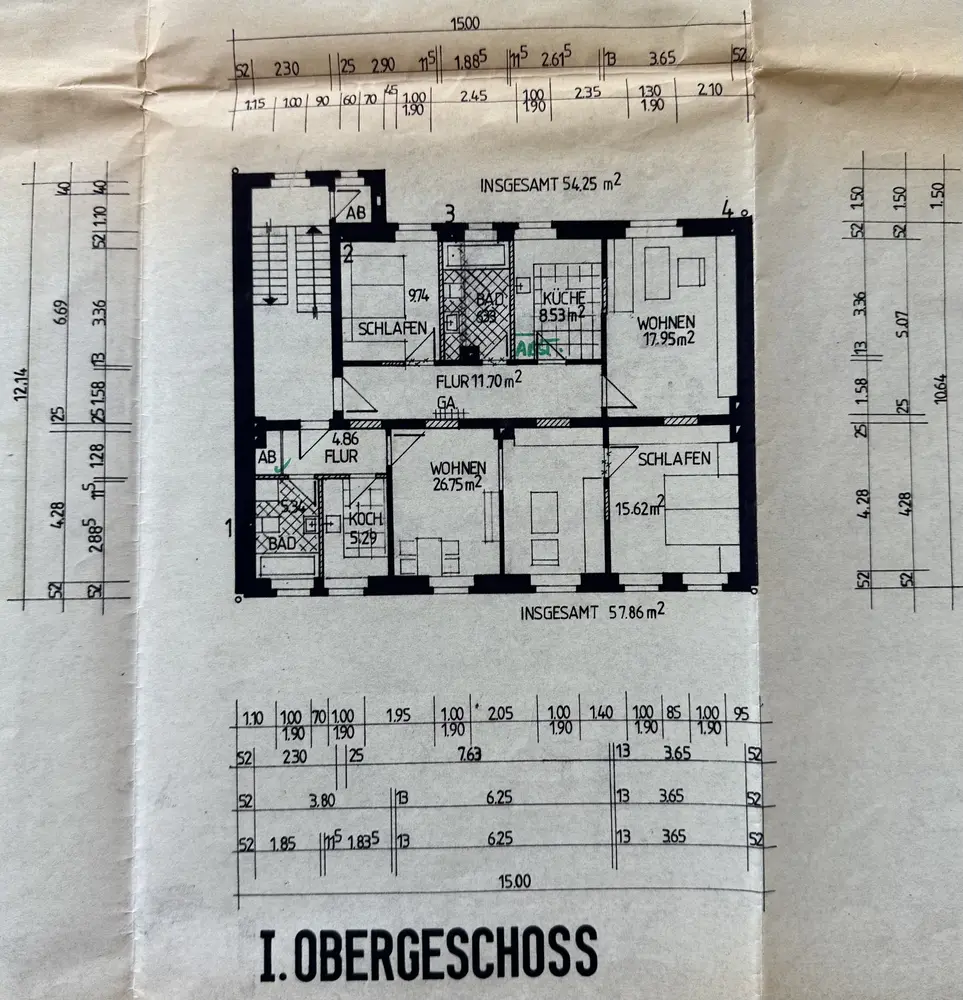 15.00
52 2.30 25 2.90 11⁵ 1.88⁵ 11⁵ 2.61⁵ 13 3.65 52
1.15 1.00 90 60 70 45 1.00 2.45 1.00 2.35 1.30 2.10
1.90 1.90 1.90
INSGESAMT 54.25 m²
AB
3
4
2
9.74
SCHLAFEN
BAD
KÜCHE
8.53 m²
ABST.
WOHNEN
17.95 m²
FLUR 11.70 m²
GA
4.86
FLUR
AB
WOHNEN
26.75 m²
SCHLAFEN
15.62 m²
5.34
BAD
KOCH
5.29
1
INSGESAMT 57.86 m²
12.14
6.69
4.28
40
25
52
40
1.10
52
3.36
13
1.58
25
1.28
11⁵
2.88⁵
52
1.50
52
3.36
13
1.58
25
4.28
52
1.50
52
5.07
25
4.28
52
1.50
10.64
1.10 1.00 70 1.00 1.95 1.00 2.05 1.00 1.40 1.00 85 1.00 95
1.90 1.90 1.90 1.90 1.90 1.90
52 2.30 25 7.63 13 3.65 52
52 3.80 13 6.25 13 3.65 52
52 1.85 11⁵ 1.83⁵ 13 6.25 13 3.65 52
15.00
I. OBERGESCHOSS